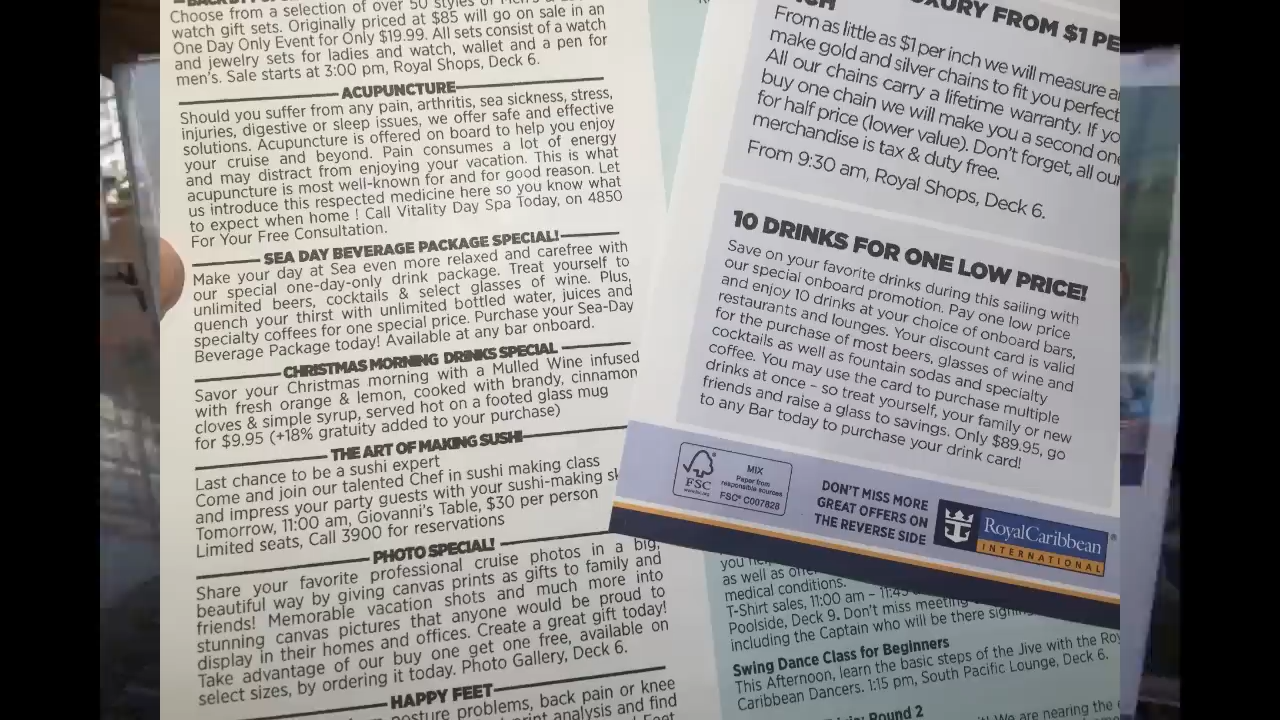 Choose from a selection of over 50 styles of
watch gift sets. Originally priced at $85 will go on sale in an
One Day Only Event for Only $19.99. All sets consist of a watch
and jewelry sets for ladies and watch, wallet and a pen for
men's. Sale starts at 3:00 pm, Royal Shops, Deck 6.
ACUPUNCTURE
Should you suffer from any pain, arthritis, sea sickness, stress,
injuries, digestive or sleep issues, we offer safe and effective
solutions. Acupuncture is offered on board to help you enjoy
your cruise and beyond. Pain consumes a lot of energy
and may distract from enjoying your vacation. This is what
acupuncture is most well-known for and for good reason. Let
us introduce this respected medicine here so you know what
to expect when home ! Call Vitality Day Spa Today, on 4850
For Your Free Consultation.
SEA DAY BEVERAGE PACKAGE SPECIAL!
Make your day at Sea even more relaxed and carefree with
our special one-day-only drink package. Treat yourself to
unlimited beers, cocktails & select glasses of wine. Plus,
quench your thirst with unlimited bottled water, juices and
specialty coffees for one special price. Purchase your Sea-Day
Beverage Package today! Available at any bar onboard.
CHRISTMAS MORNING DRINKS SPECIAL
Savor your Christmas morning with a Mulled Wine infused
with fresh orange & lemon, cooked with brandy, cinnamon
cloves & simple syrup, served hot on a footed glass mug
for $9.95 (+18% gratuity added to your purchase)
THE ART OF MAKING SUSHI
Last chance to be a sushi expert
Come and join our talented Chef in sushi making class
and impress your party guests with your sushi-making
Tomorrow, 11:00 am, Giovanni's Table, $30 per person
Limited seats, Call 3900 for reservations
PHOTO SPECIAL!
Share your favorite professional cruise photos in a big,
beautiful way by giving canvas prints as gifts to family and
friends! Memorable vacation shots and much more into
stunning canvas pictures that anyone would be proud to
display in their homes and offices. Create a great gift today!
Take advantage of our buy one get one free, available on
select sizes, by ordering it today. Photo Gallery, Deck 6.
HAPPY FEET
posture problems, back pain or knee
analysis and find
FROM $1
From as little as $1 per inch we will measure
make gold and silver chains to fit you
All our chains carry a lifetime warranty. If
buy one chain we will make you a second
for half price (lower value). Don't forget, all
merchandise is tax & duty free.
From 9:30 am, Royal Shops, Deck 6.
10 DRINKS FOR ONE LOW PRICE!
Save on your favorite drinks during this sailing with
our special onboard promotion. Pay one low price
and enjoy 10 drinks at your choice of onboard bars,
restaurants and lounges. Your discount card is valid
for the purchase of most beers, glasses of wine and
cocktails as well as fountain sodas and specialty
coffee. You may use the card to purchase multiple
drinks at once – so treat yourself, your family or new
friends and raise a glass to savings. Only $89.95, go
to any Bar today to purchase your drink card!
FSC
www.fsc.org
MIX
Paper from
responsible sources
FSC® C007828
DON'T MISS MORE
GREAT OFFERS ON
THE REVERSE SIDE
RoyalCaribbean
INTERNATIONAL
as well as
medical conditions.
T-Shirt sales, 11:00 am –
Poolside, Deck 9. Don't miss meeting
including the Captain who will be there
Swing Dance Class for Beginners
This Afternoon, learn the basic steps of the Jive with the
Caribbean Dancers. 1:15 pm, South Pacific Lounge, Deck 6.
Round 2
We are nearing the